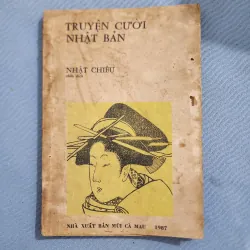 TRUYỆN CƯỜI
NHẬT BẢN
NHẬT CHIÊU
NHÀ XUẤT BẢN MŨI CÀ MAU 1987